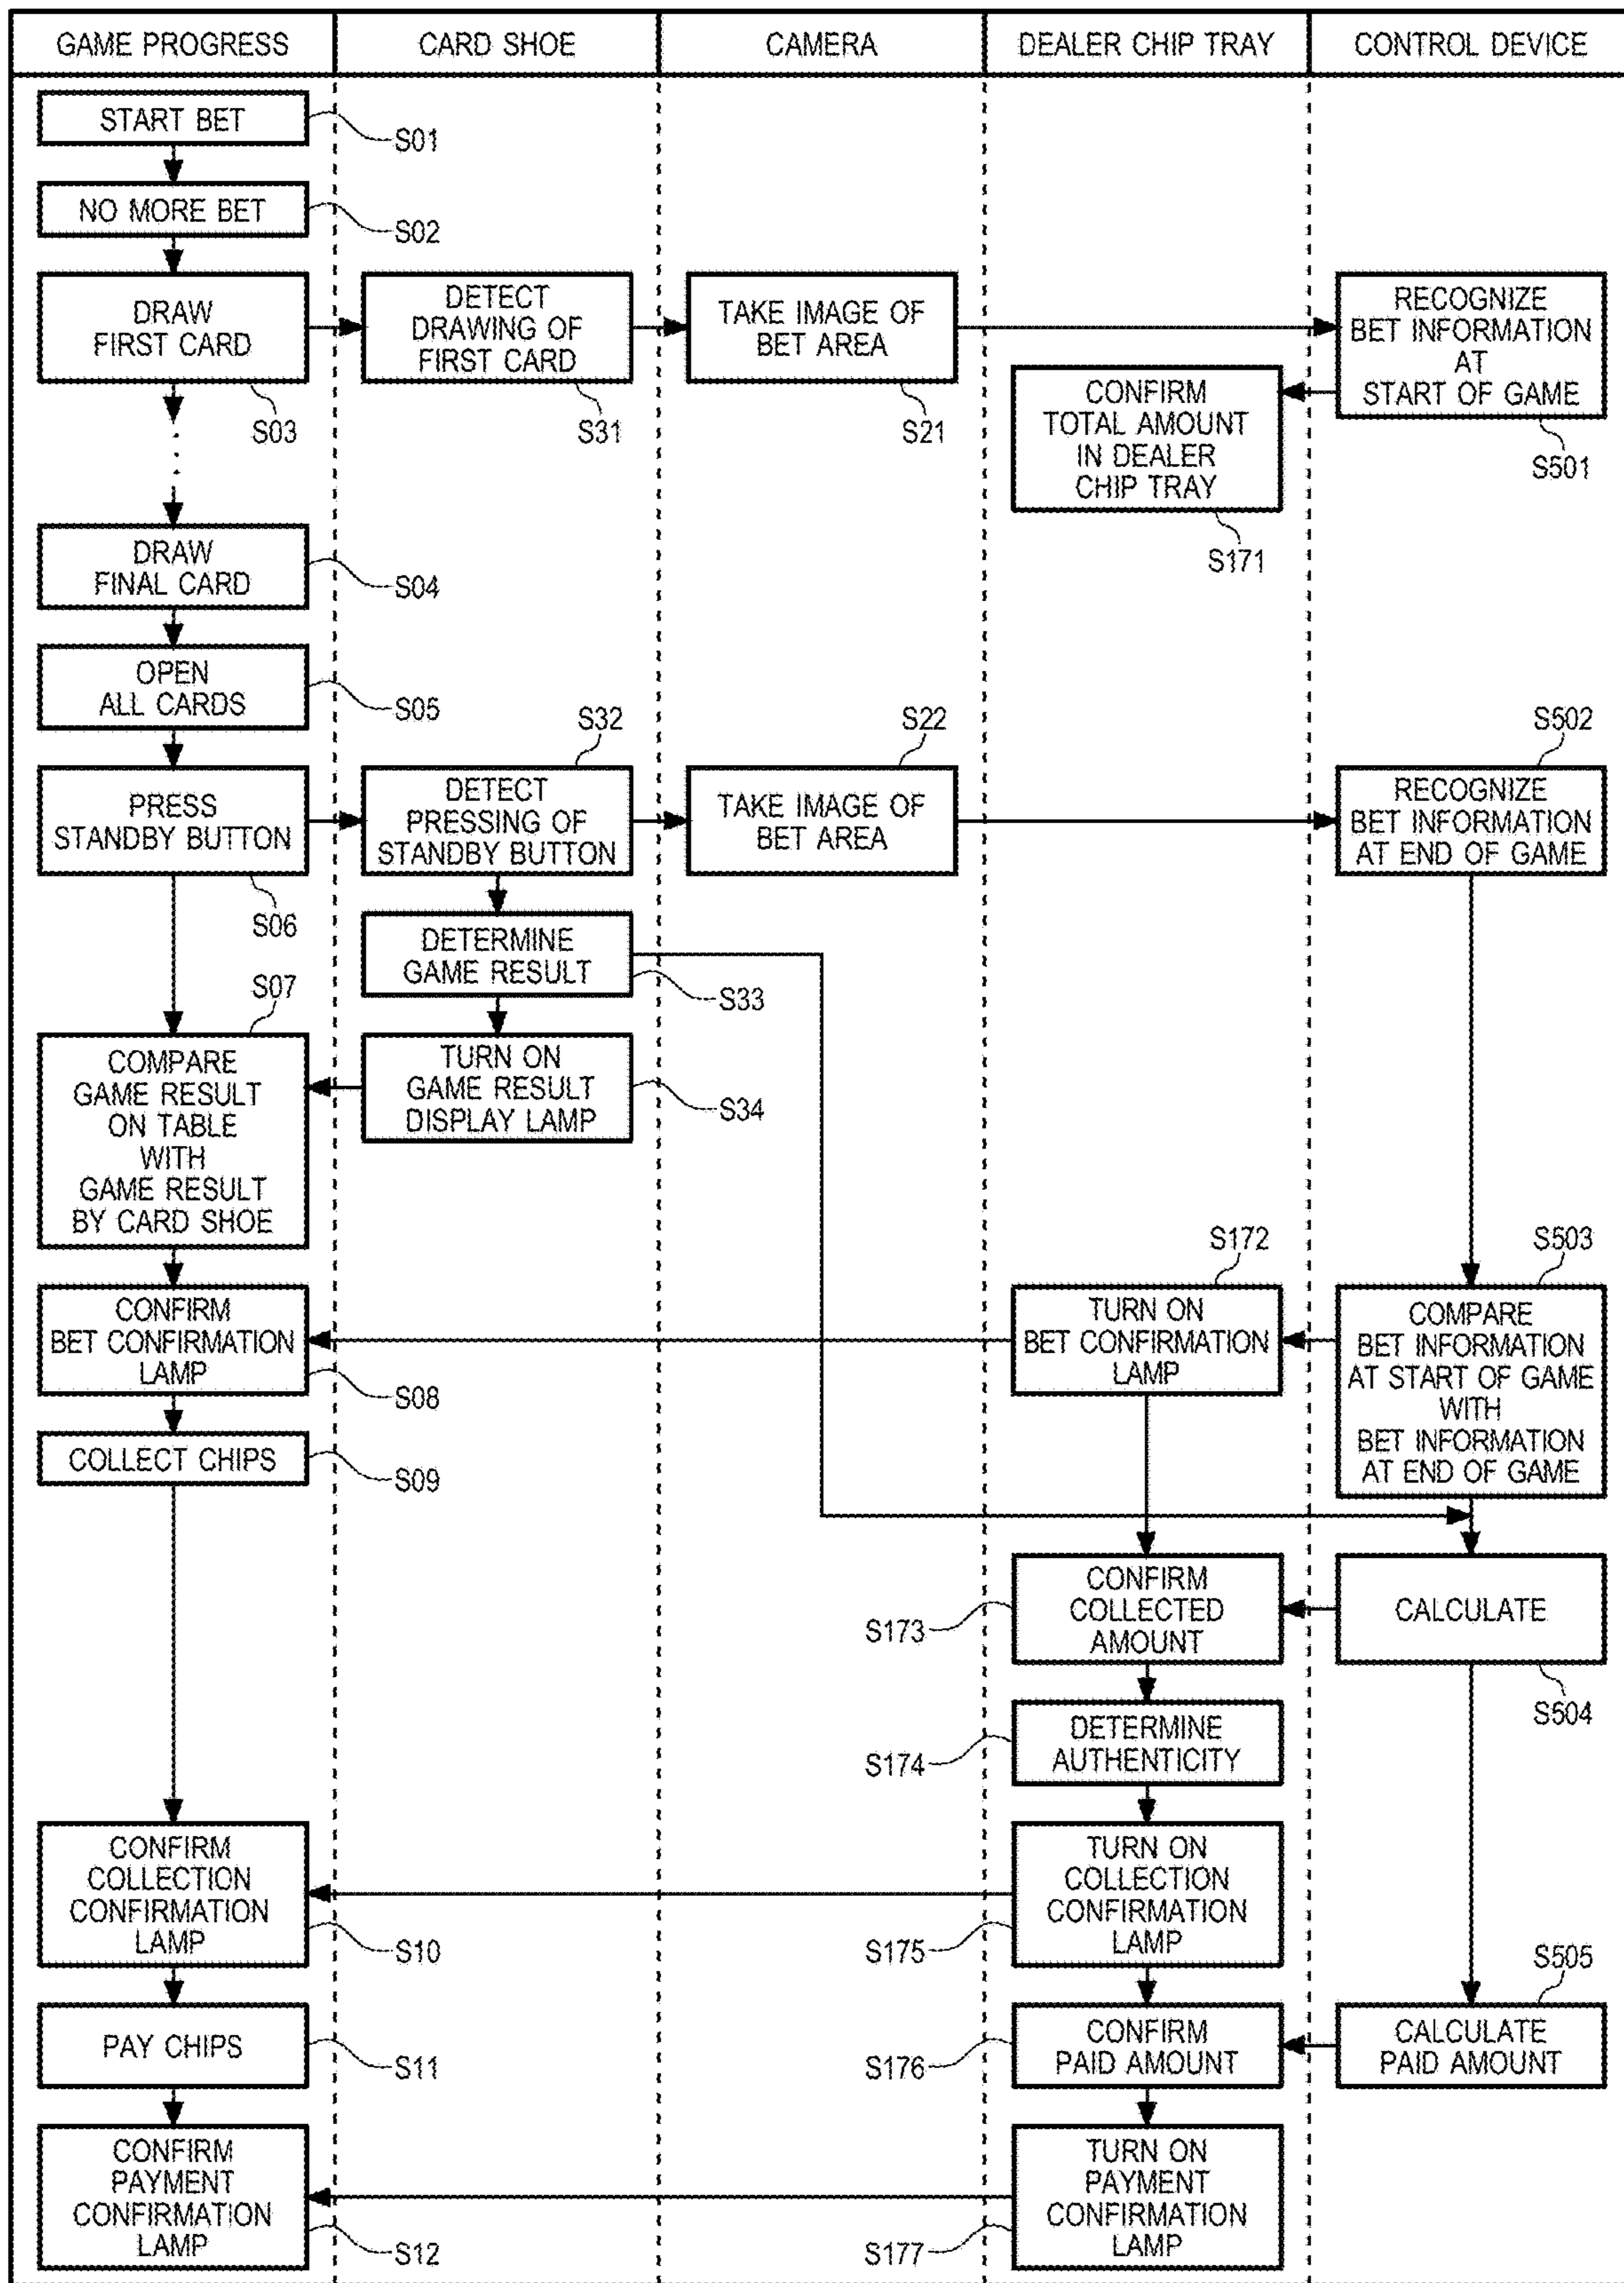 GAME PROGRESS
CARD SHOE
CAMERA
DEALER CHIP TRAY
CONTROL DEVICE
START BET
S01
NO MORE BET
S02
DRAW
FIRST CARD
S03
DETECT
DRAWING OF
FIRST CARD
S31
TAKE IMAGE OF
BET AREA
S21
RECOGNIZE
BET INFORMATION
AT
START OF GAME
S501
CONFIRM
TOTAL AMOUNT
IN DEALER
CHIP TRAY
S171
DRAW
FINAL CARD
S04
OPEN
ALL CARDS
S05
PRESS
STANDBY BUTTON
S06
S32
DETECT
PRESSING OF
STANDBY BUTTON
S22
TAKE IMAGE OF
BET AREA
S502
RECOGNIZE
BET INFORMATION
AT END OF GAME
DETERMINE
GAME RESULT
S33
S07
COMPARE
GAME RESULT
ON TABLE
WITH
GAME RESULT
BY CARD SHOE
TURN ON
GAME RESULT
DISPLAY LAMP
S34
CONFIRM
BET CONFIRMATION
LAMP
S08
S172
TURN ON
BET CONFIRMATION
LAMP
S503
COMPARE
BET INFORMATION
AT START OF GAME
WITH
BET INFORMATION
AT END OF GAME
COLLECT CHIPS
S09
CONFIRM
COLLECTED
AMOUNT
S173
CALCULATE
S504
DETERMINE
AUTHENTICITY
S174
CONFIRM
COLLECTION
CONFIRMATION
LAMP
S10
TURN ON
COLLECTION
CONFIRMATION
LAMP
S175
S505
PAY CHIPS
S11
CONFIRM
PAID AMOUNT
S176
CALCULATE
PAID AMOUNT
CONFIRM
PAYMENT
CONFIRMATION
LAMP
S12
TURN ON
PAYMENT
CONFIRMATION
LAMP
S177